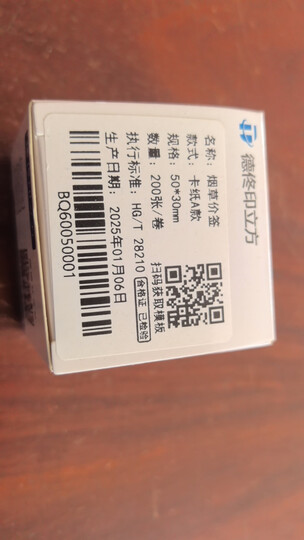 德佟印立方
名称：烟草价签
款式：卡纸A款
规格：50*30mm
数量：200张/卷
执行标准：HG/T 28210
生产日期：2025年01月06日
扫码获取模板
合格证 已检验
BQ60050001